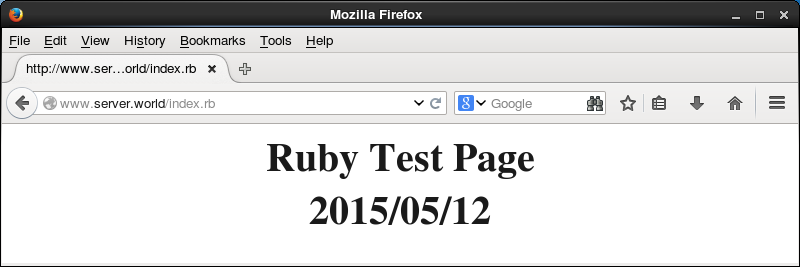 Mozilla Firefox
File Edit View History Bookmarks Tools Help
http://www.ser...orld/index.rb
www.server.world/index.rb Google
Ruby Test Page
2015/05/12